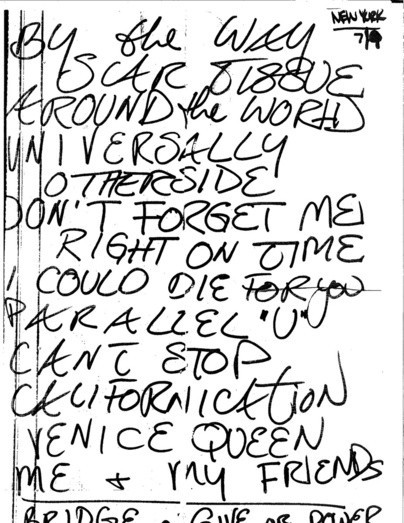 NEW YORK
7/9
BY the WAY
SCAR TISSUE
AROUND the WORLD
UNIVERSALLY
OTHERSIDE
DON'T FORGET ME
RIGHT ON TIME
I COULD DIE FOR YOU
PARALLEL "U"
CAN'T STOP
CALIFORNICATION
VENICE QUEEN
ME + MY FRIENDS
BRIDGE GIVE OR POWER